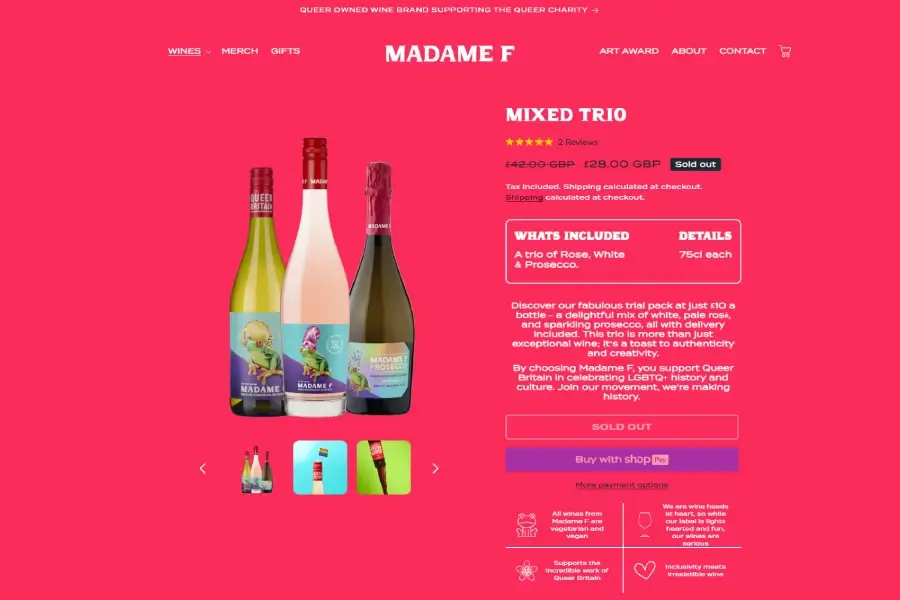 QUEER OWNED WINE BRAND SUPPORTING THE QUEER CHARITY →
WINES MERCH GIFTS
MADAME F
ART AWARD ABOUT CONTACT
MIXED TRIO
2 Reviews
£42.00 GBP £28.00 GBP Sold out
Tax included. Shipping calculated at checkout.
Shipping calculated at checkout.
WHATS INCLUDED DETAILS
A trio of Rose, White 75cl each
& Prosecco.
Discover our fabulous trial pack at just £10 a
bottle – a delightful mix of white, pale rosé,
and sparkling prosecco, all with delivery
included. This trio is more than just
exceptional wine; it's a toast to authenticity
and creativity.
By choosing Madame F, you support Queer
Britain in celebrating LGBTQ+ history and
culture. Join our movement, we're making
history.
SOLD OUT
Buy with shop Pay
More payment options
All wines from
Madame F are
vegetarian and
vegan
We are wine heads
at heart, so while
our label is lights
hearted and fun,
our wines are
serious
Supports the
incredible work of
Queer Britain
Inclusivity meets
irresistible wine
QUEER
BRITAIN
MADAME
MADAME F
MADAME F
PROSECCO